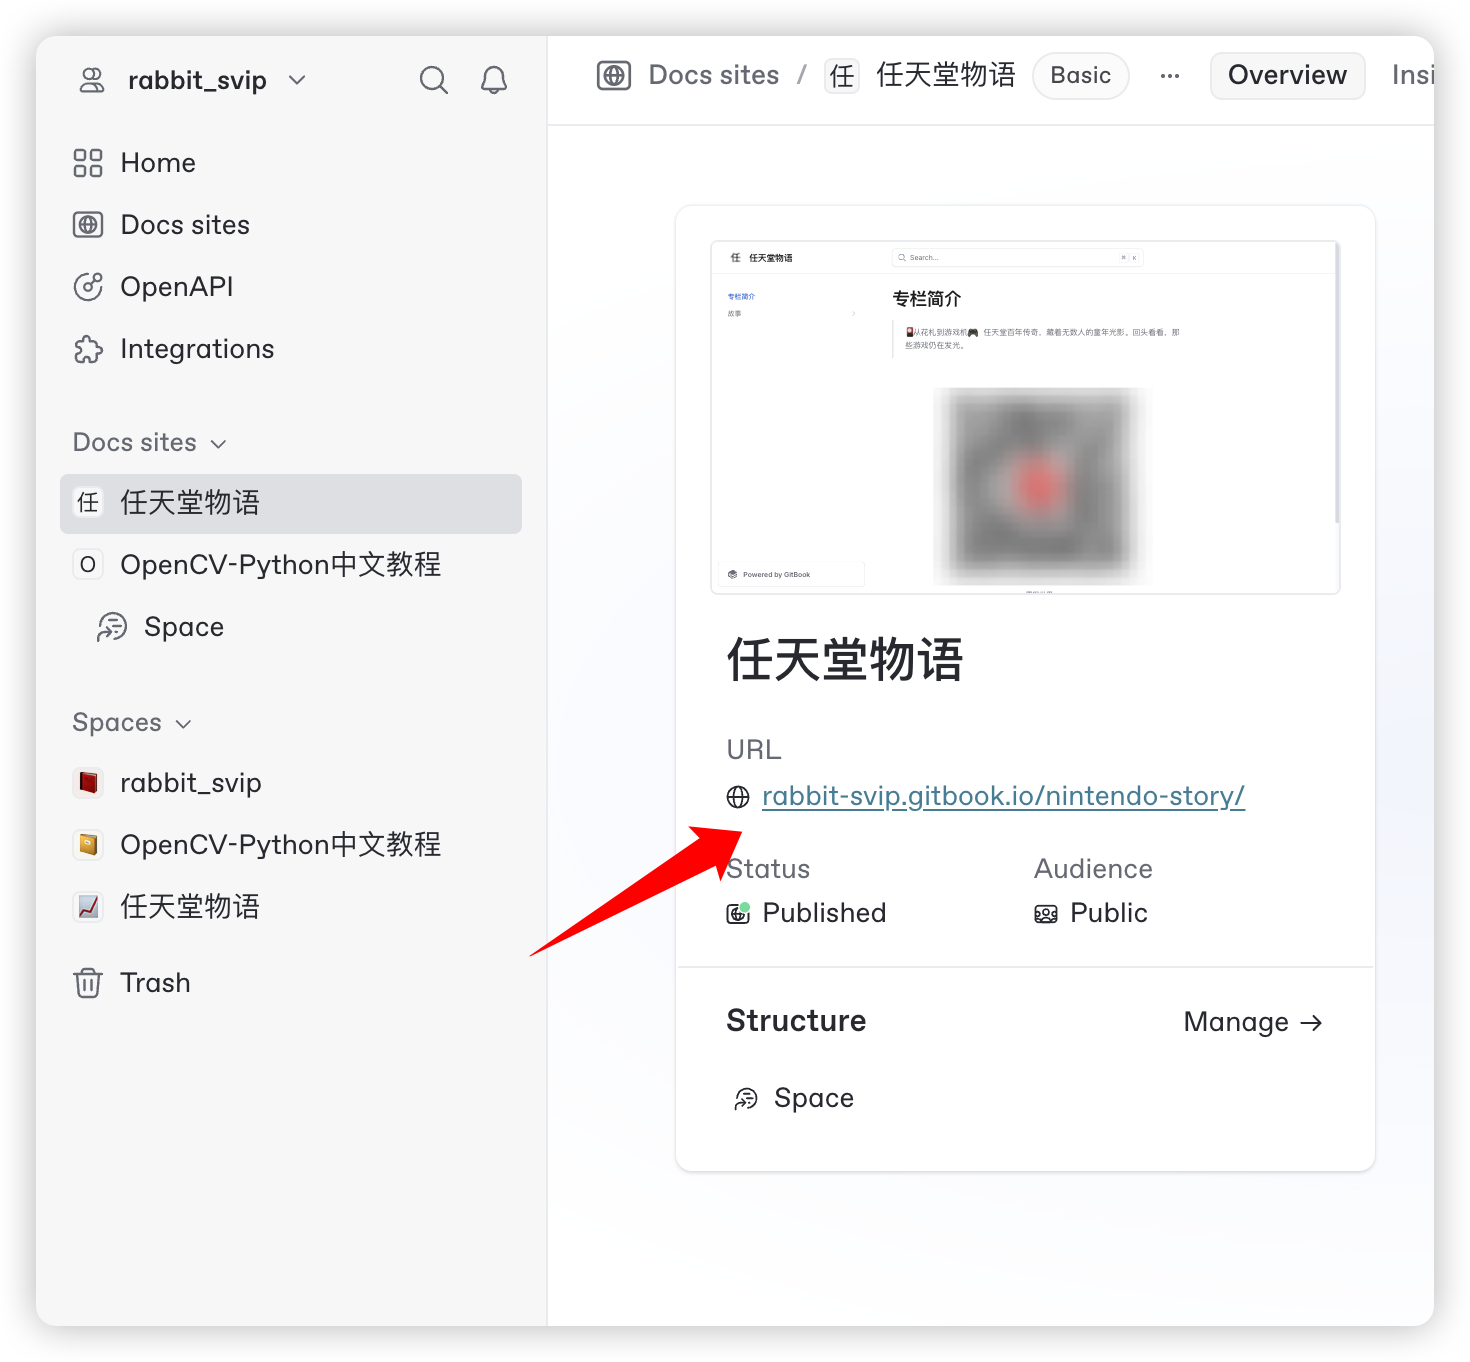 rabbit_svip
Home
Docs sites
OpenAPI
Integrations
Docs sites
任 任天堂物语
O OpenCV-Python中文教程
Space
Spaces
rabbit_svip
OpenCV-Python中文教程
任天堂物语
Trash
Docs sites / 任 任天堂物语 Basic ... Overview Insi
任 任天堂物语 Search... ⌘ K
专栏简介
故事
专栏简介
从花札到游戏机 任天堂百年传奇，藏着无数人的童年光影。回头看看，那
些游戏仍在发光。
Powered by GitBook
任天堂物语
URL
rabbit-svip.gitbook.io/nintendo-story/
Status Audience
Published Public
Structure Manage →
Space